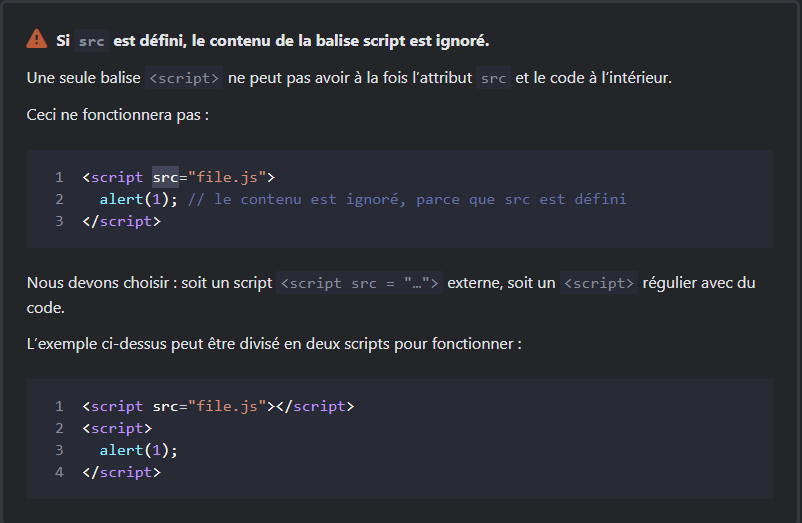 Si src est défini, le contenu de la balise script est ignoré.
Une seule balise <script> ne peut pas avoir à la fois l’attribut src et le code à l’intérieur.
Ceci ne fonctionnera pas :
1 <script src="file.js">
2   alert(1); // le contenu est ignoré, parce que src est défini
3 </script>
Nous devons choisir : soit un script <script src = "…"> externe, soit un <script> régulier avec du
code.
L’exemple ci-dessus peut être divisé en deux scripts pour fonctionner :
1 <script src="file.js"></script>
2 <script>
3   alert(1);
4 </script>